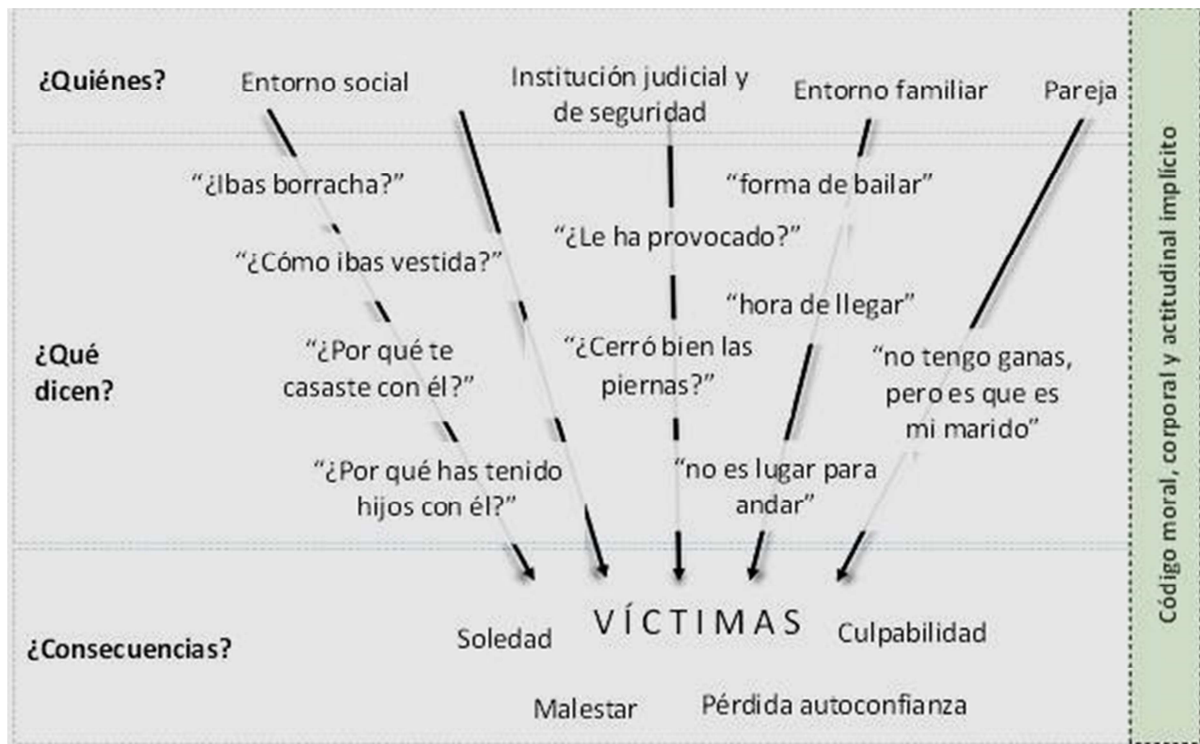 ¿Quiénes?
Entorno social
Institución judicial y
de seguridad
Entorno familiar
Pareja
¿Qué
dicen?
“¿Ibas borracha?”
“¿Cómo ibas vestida?”
“¿Por qué te
casaste con él?”
“¿Por qué has tenido
hijos con él?”
“¿Le ha provocado?”
“¿Cerró bien las
piernas?”
“forma de bailar”
“hora de llegar”
“no es lugar para
andar”
“no tengo ganas,
pero es que es
mi marido”
¿Consecuencias?
VÍCTIMAS
Soledad
Culpabilidad
Malestar
Pérdida autoconfianza
Código moral, corporal y actitudinal implícito